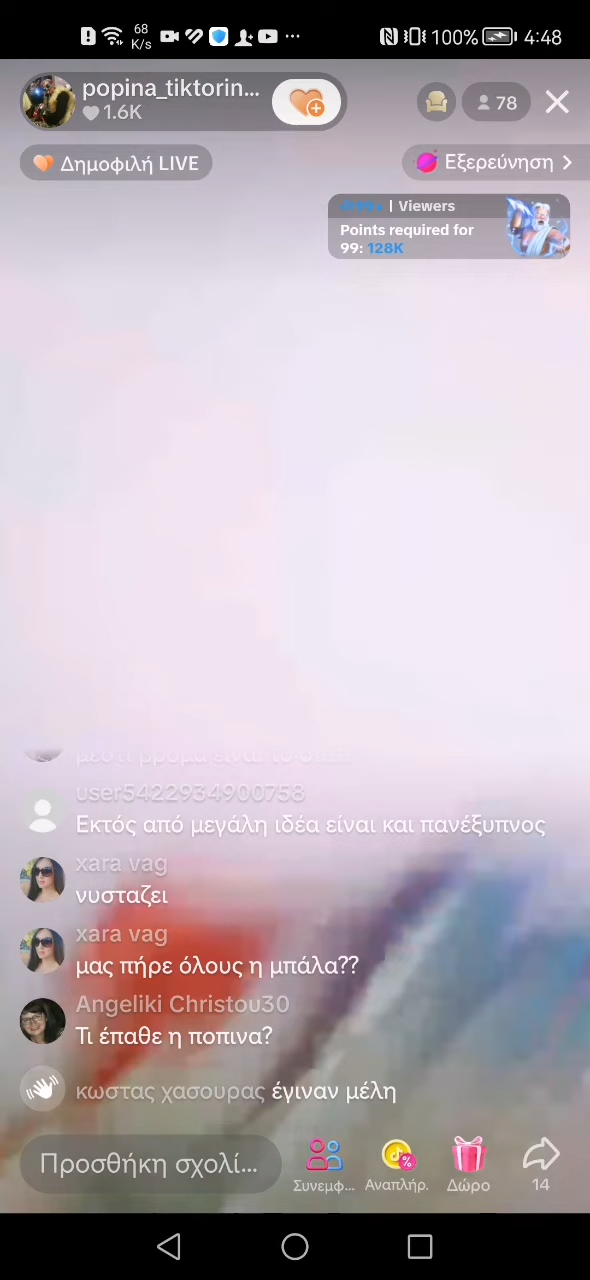 68
K/s
100%
4:48
popina_tiktorin...
1.6K
78
Δημοφιλή LIVE
Εξερεύνηση
| Viewers
Points required for
99: 128K
user5422934900758
Εκτός από μεγάλη ιδέα είναι και πανέξυπνος
xara vag
νυσταζει
xara vag
μας πήρε όλους η μπάλα??
Angeliki Christou30
Τι έπαθε η ποπινα?
κωστας χασουρας έγιναν μέλη
Προσθήκη σχολί...
Συνεμφ...
Αναπλήρ.
Δώρο
14